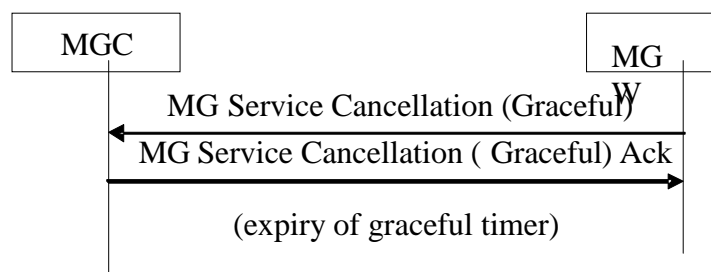 MGC
MG
W
MG Service Cancellation (Graceful)
MG Service Cancellation ( Graceful) Ack
(expiry of graceful timer)